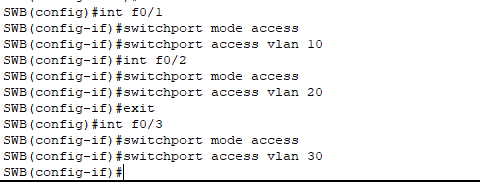 SWB(config)#int f0/1
SWB(config-if)#switchport mode access
SWB(config-if)#switchport access vlan 10
SWB(config-if)#int f0/2
SWB(config-if)#switchport mode access
SWB(config-if)#switchport access vlan 20
SWB(config-if)#exit
SWB(config)#int f0/3
SWB(config-if)#switchport mode access
SWB(config-if)#switchport access vlan 30
SWB(config-if)#